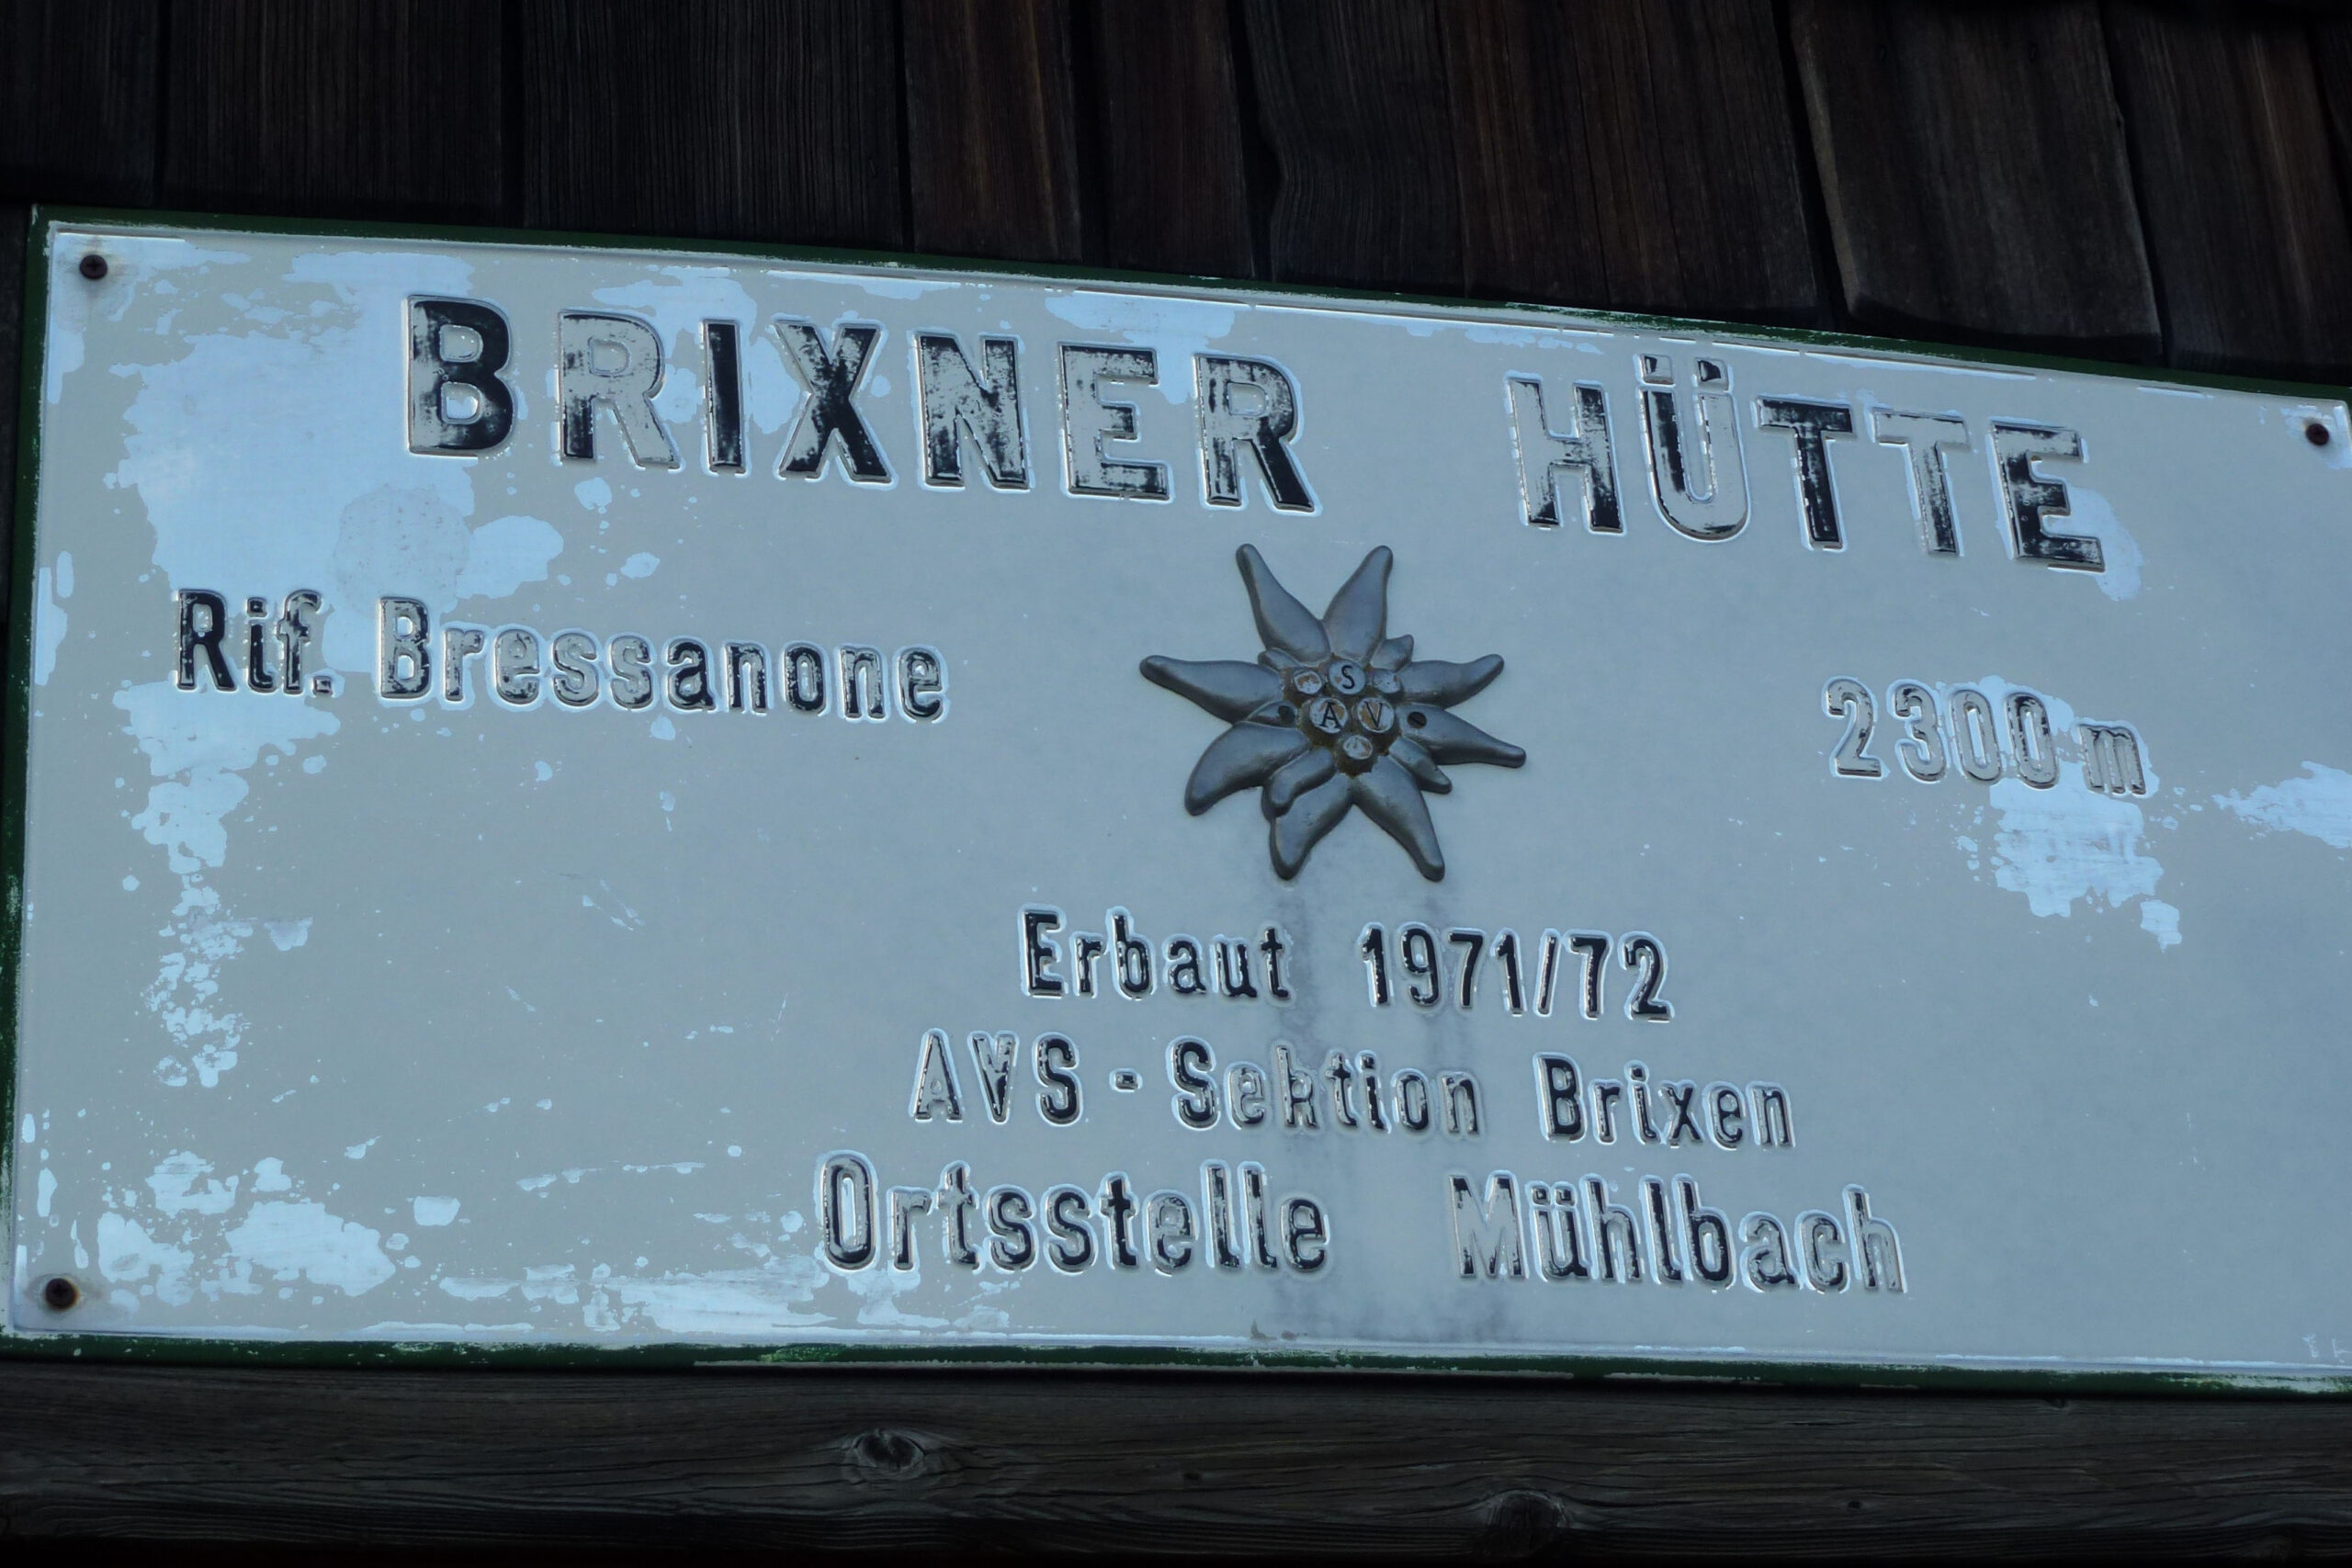 BRIXNER HÜTTE
Rif. Bressanone
2300 m
S
A V
Erbaut 1971/72
AVS - Sektion Brixen
Ortsstelle Mühlbach